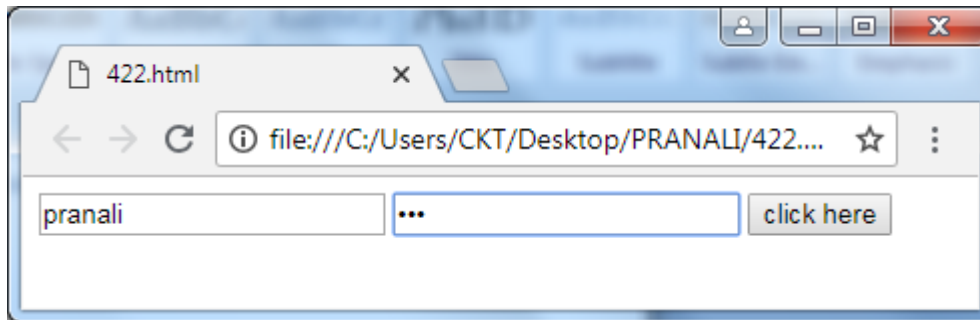 422.html
file:///C:/Users/CKT/Desktop/PRANALI/422....
pranali ••• click here